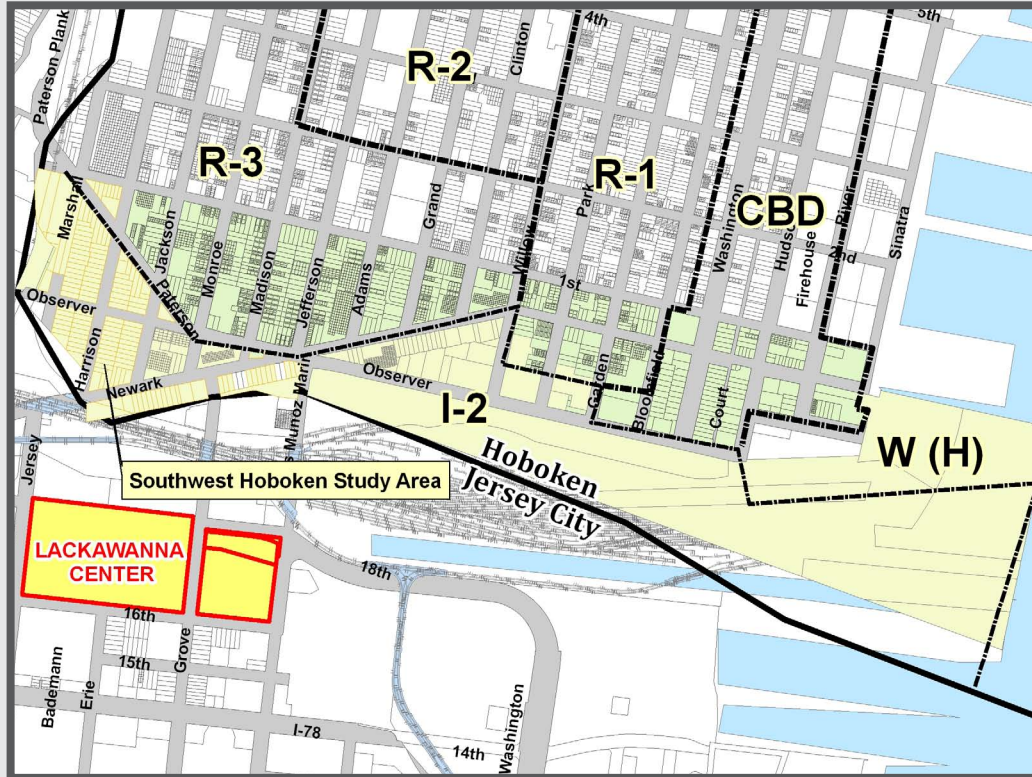 Paterson Plank
Clinton
4th
5th
R-2
R-3
R-1
CBD
Marshall
Jackson
Paterson
Monroe
Madison
Jefferson
Adams
Grand
Willow
Park
1st
Washington
Hudson
Firehouse
River
2nd
Sinatra
Observer
Harrison
Newark
Observer
Garden
Bloomfield
Court
I-2
W (H)
Munoz Marin
Hoboken
Jersey City
Jersey
Southwest Hoboken Study Area
LACKAWANNA
CENTER
18th
16th
Grove
15th
Bademann
Erie
I-78
14th
Washington